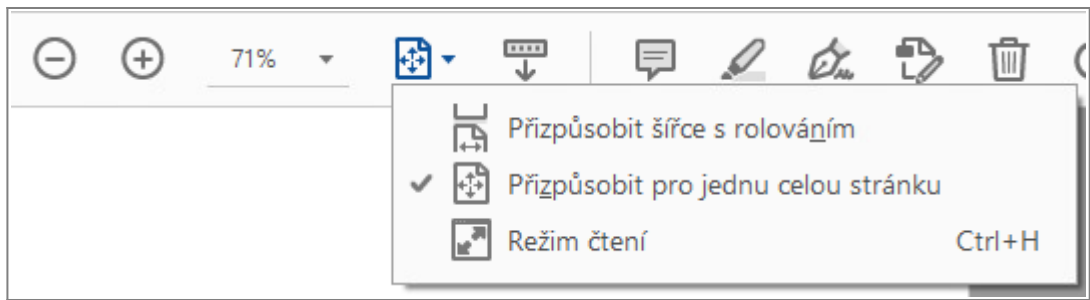 71%
Přizpůsobit šířce s rolováním
Přizpůsobit pro jednu celou stránku
Režim čtení Ctrl+H